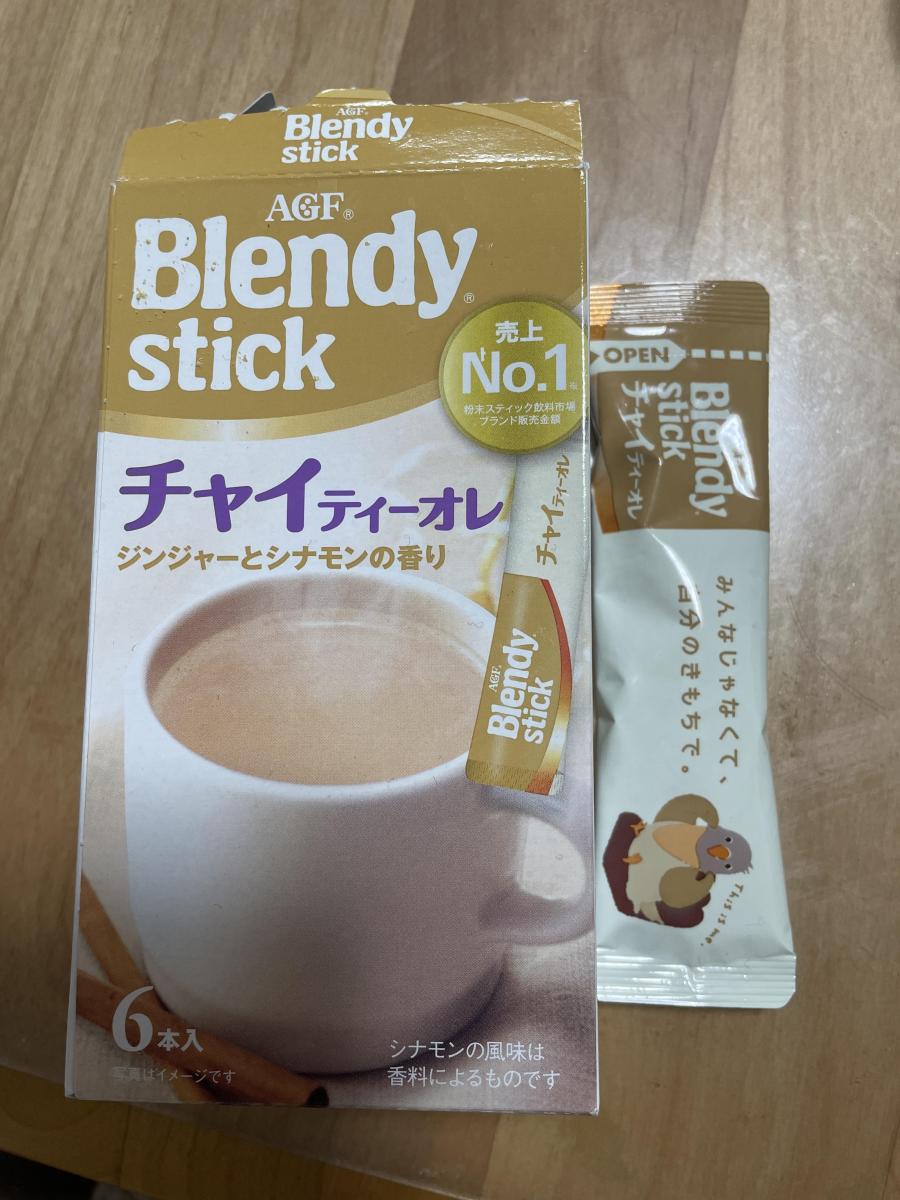 AGF®
Blendy
stick
AGF®
Blendy®
stick
売上
No.1※
粉末スティック飲料市場
ブランド販売金額
チャイティーオレ
ジンジャーとシナモンの香り
チャイティーオレ
AGF®
Blendy®
stick
6本入
写真はイメージです
シナモンの風味は
香料によるものです
OPEN
Blendy®
stick
チャイティーオレ
みんなじゃなくて、
自分のきもちで。
This is me.